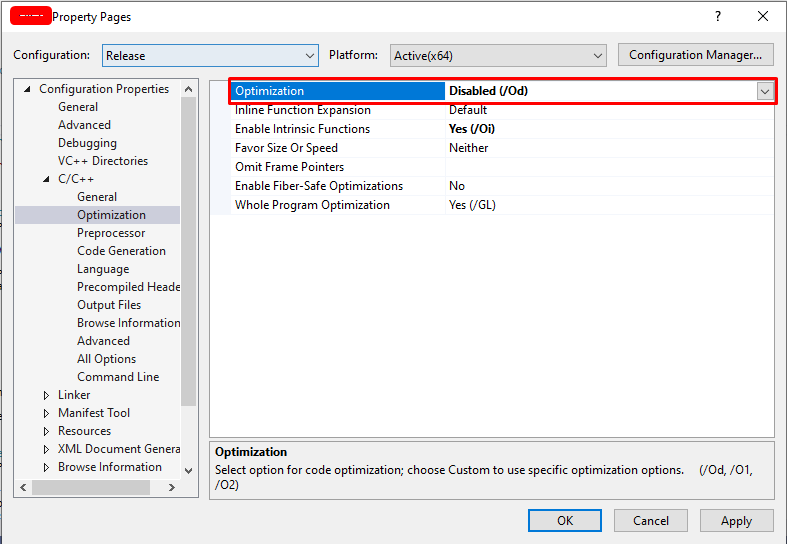 Property Pages
?
Configuration: Release Platform: Active(x64) Configuration Manager...
Configuration Properties
General
Advanced
Debugging
VC++ Directories
C/C++
General
Optimization
Preprocessor
Code Generation
Language
Precompiled Heade
Output Files
Browse Information
Advanced
All Options
Command Line
Linker
Manifest Tool
Resources
XML Document Genera
Browse Information
Optimization Disabled (/Od)
Inline Function Expansion Default
Enable Intrinsic Functions Yes (/Oi)
Favor Size Or Speed Neither
Omit Frame Pointers
Enable Fiber-Safe Optimizations No
Whole Program Optimization Yes (/GL)
Optimization
Select option for code optimization; choose Custom to use specific optimization options. (/Od, /O1,
/O2)
OK Cancel Apply